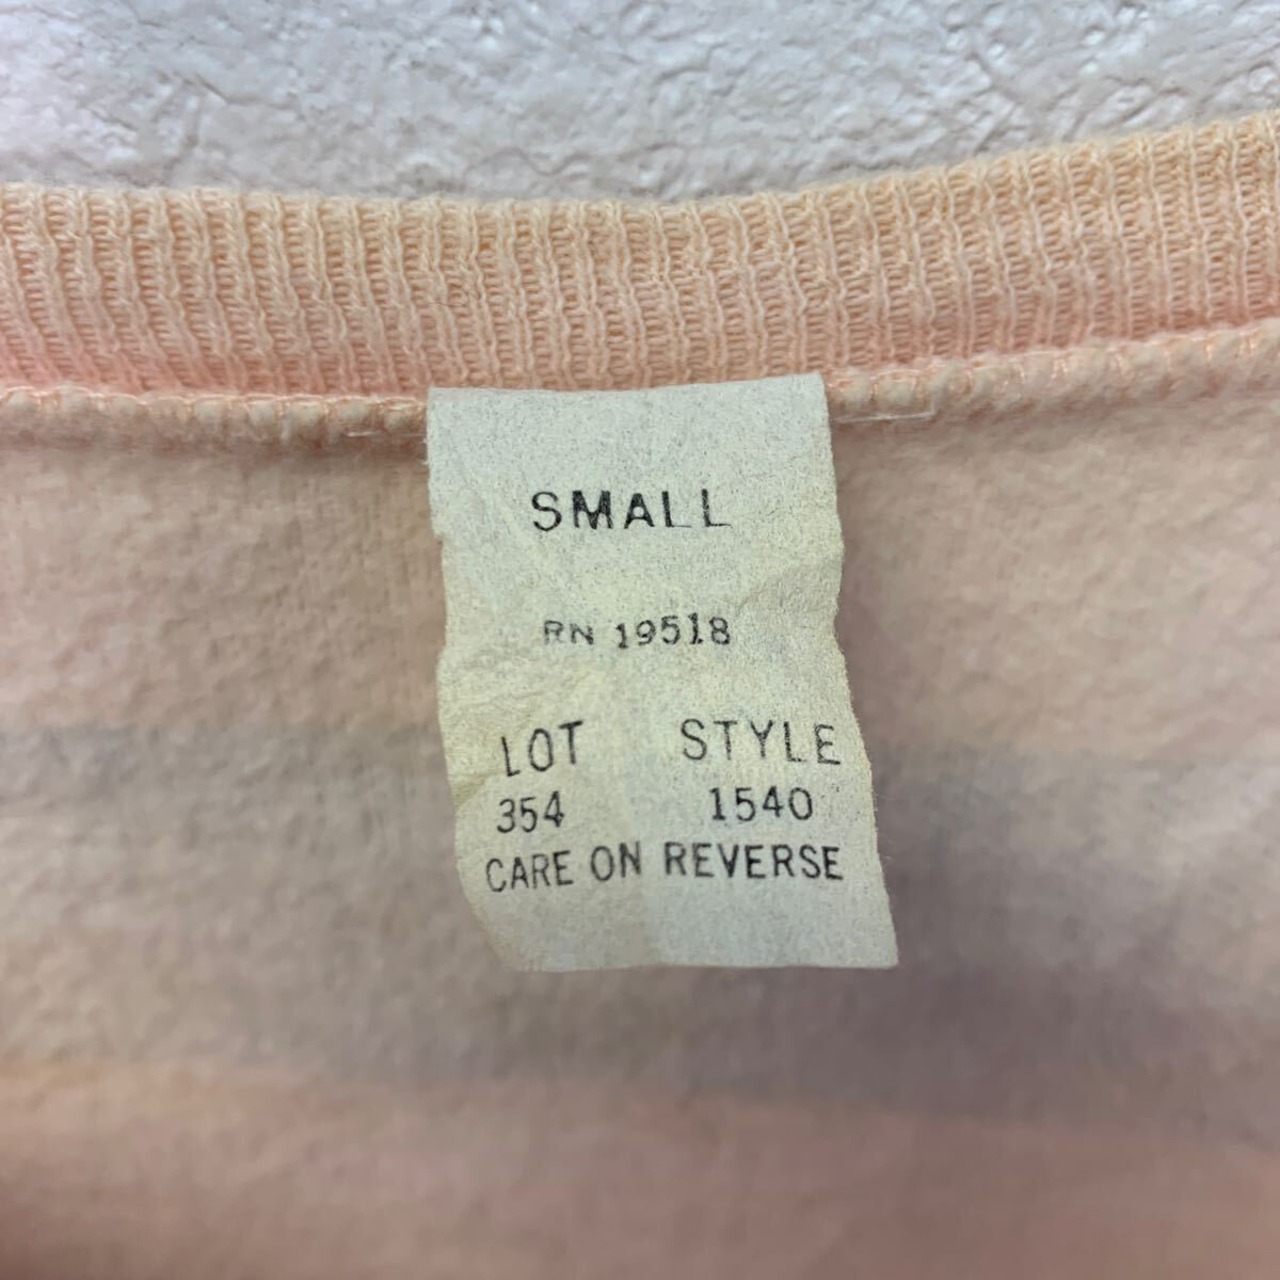 SMALL
RN 19518
LOT STYLE
354 1540
CARE ON REVERSE